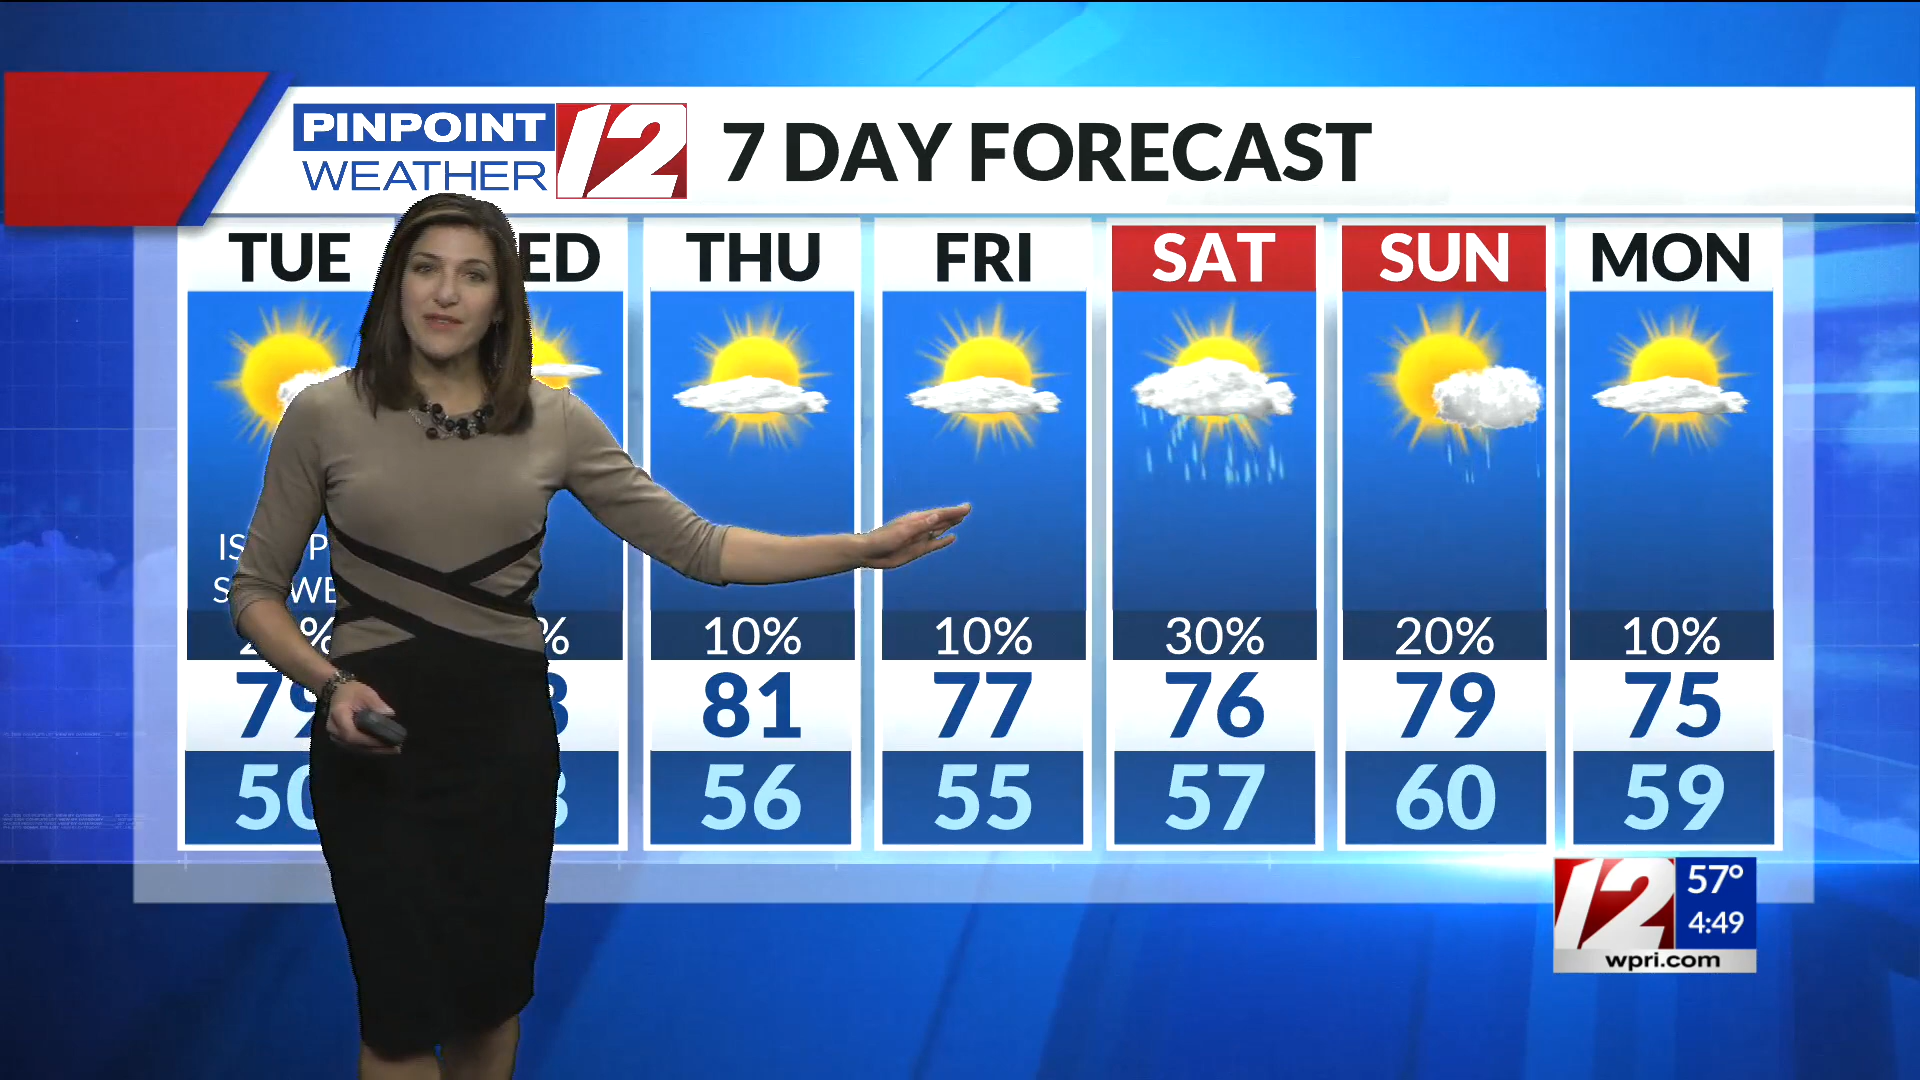 PINPOINT
WEATHER
12
7 DAY FORECAST
TUE
THU
FRI
SAT
SUN
MON
10%
10%
30%
20%
10%
81
77
76
79
75
56
55
57
60
59
12
57°
4:49
wpri.com